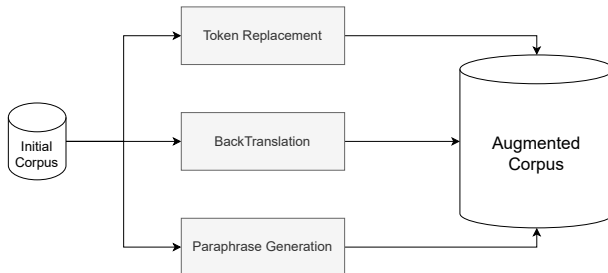 Token Replacement
Initial
Corpus
BackTranslation
Augmented
Corpus
Paraphrase Generation